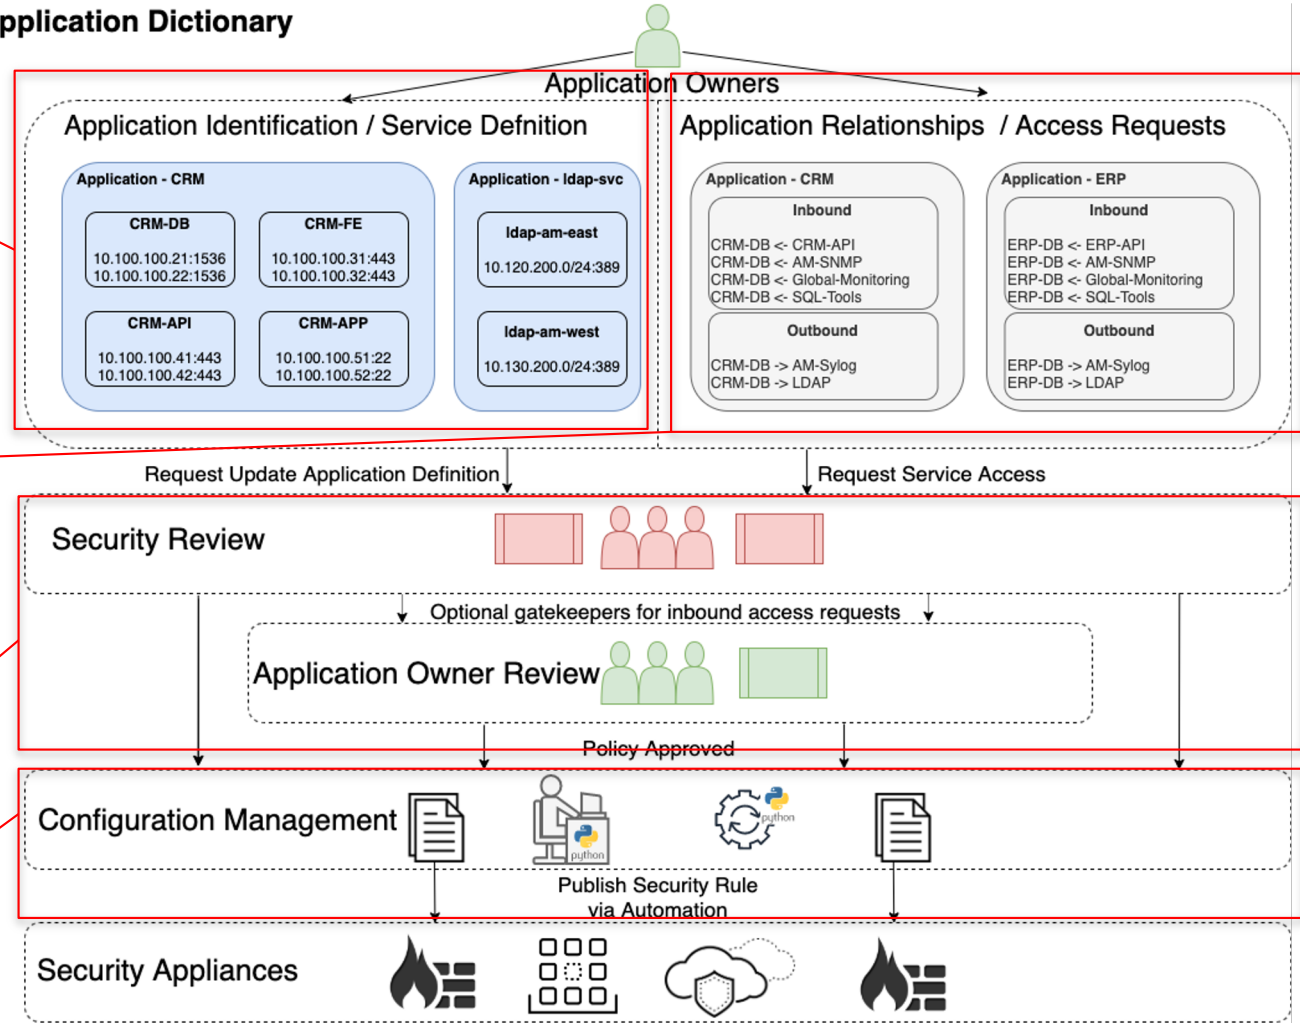 pplication Dictionary
Application Owners
Application Identification / Service Defnition
Application - CRM
CRM-DB
10.100.100.21:1536
10.100.100.22:1536
CRM-FE
10.100.100.31:443
10.100.100.32:443
CRM-API
10.100.100.41:443
10.100.100.42:443
CRM-APP
10.100.100.51:22
10.100.100.52:22
Application - ldap-svc
ldap-am-east
10.120.200.0/24:389
ldap-am-west
10.130.200.0/24:389
Application Relationships / Access Requests
Application - CRM
Inbound
CRM-DB <- CRM-API
CRM-DB <- AM-SNMP
CRM-DB <- Global-Monitoring
CRM-DB <- SQL-Tools
Outbound
CRM-DB -> AM-Sylog
CRM-DB -> LDAP
Application - ERP
Inbound
ERP-DB <- ERP-API
ERP-DB <- AM-SNMP
ERP-DB <- Global-Monitoring
ERP-DB <- SQL-Tools
Outbound
ERP-DB -> AM-Sylog
ERP-DB -> LDAP
Request Update Application Definition
Request Service Access
Security Review
Optional gatekeepers for inbound access requests
Application Owner Review
Policy Approved
Configuration Management
python
python
Publish Security Rule
via Automation
Security Appliances